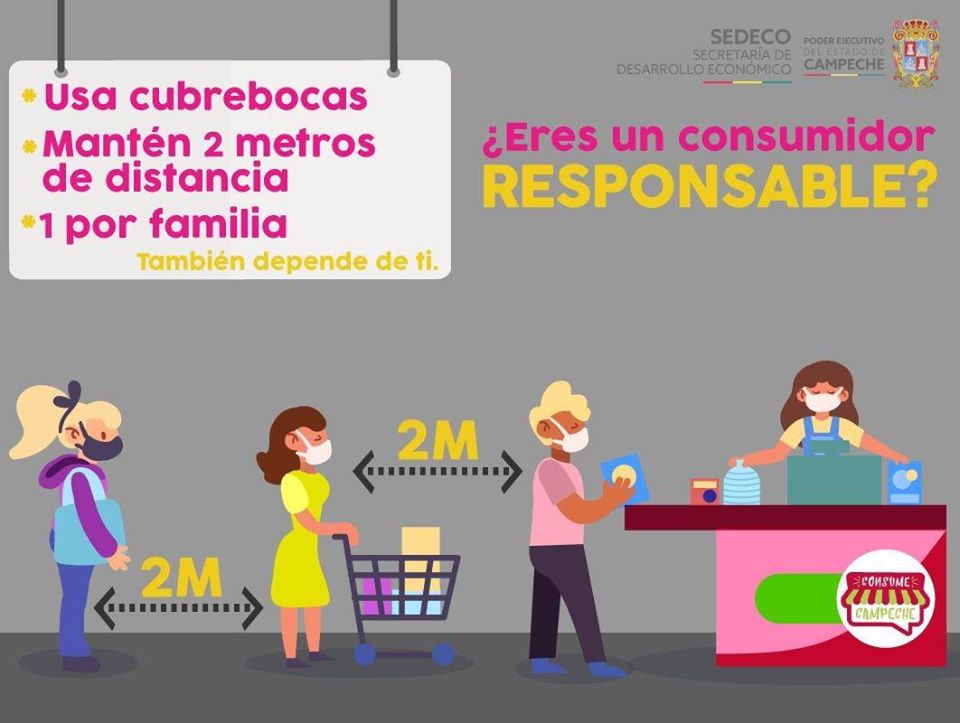 SEDECO
SECRETARÍA DE
DESARROLLO ECONÓMICO
PODER EJECUTIVO
DEL ESTADO DE
CAMPECHE
Usa cubrebocas
Mantén 2 metros
de distancia
1 por familia
También depende de ti.
¿Eres un consumidor
RESPONSABLE?
2M
2M
CONSUME
CAMPECHE